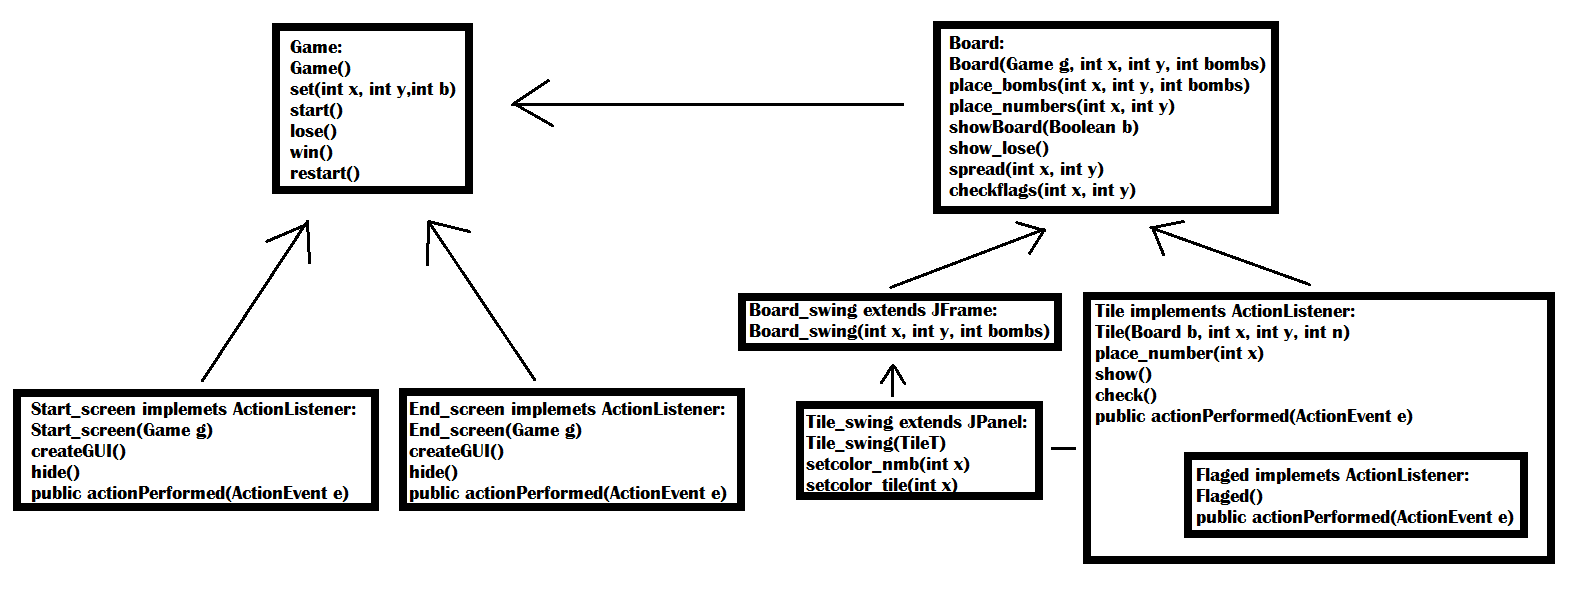 Game:
Game()
set(int x, int y,int b)
start()
lose()
win()
restart()
Board:
Board(Game g, int x, int y, int bombs)
place_bombs(int x, int y, int bombs)
place_numbers(int x, int y)
showBoard(Boolean b)
show_lose()
spread(int x, int y)
checkflags(int x, int y)
Board_swing extends JFrame:
Board_swing(int x, int y, int bombs)
Tile implements ActionListener:
Tile(Board b, int x, int y, int n)
place_number(int x)
show()
check()
public actionPerformed(ActionEvent e)
Start_screen implemets ActionListener:
Start_screen(Game g)
createGUI()
hide()
public actionPerformed(ActionEvent e)
End_screen implemets ActionListener:
End_screen(Game g)
createGUI()
hide()
public actionPerformed(ActionEvent e)
Tile_swing extends JPanel:
Tile_swing(TileT)
setcolor_nmb(int x)
setcolor_tile(int x)
Flaged implemets ActionListener:
Flaged()
public actionPerformed(ActionEvent e)